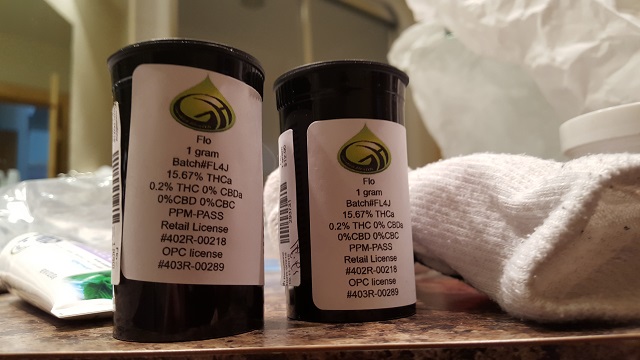 Flo
1 gram
Batch#FL4J
15.67% THCa
0.2% THC 0% CBDa
0%CBD 0%CBC
PPM-PASS
Retail License
#402R-00218
OPC license
#403R-00289
Flo
1 gram
Batch#FL4J
15.67% THCa
0.2% THC 0% CBDa
0%CBD 0%CBC
PPM-PASS
Retail License
#402R-00218
OPC license
#403R-00289